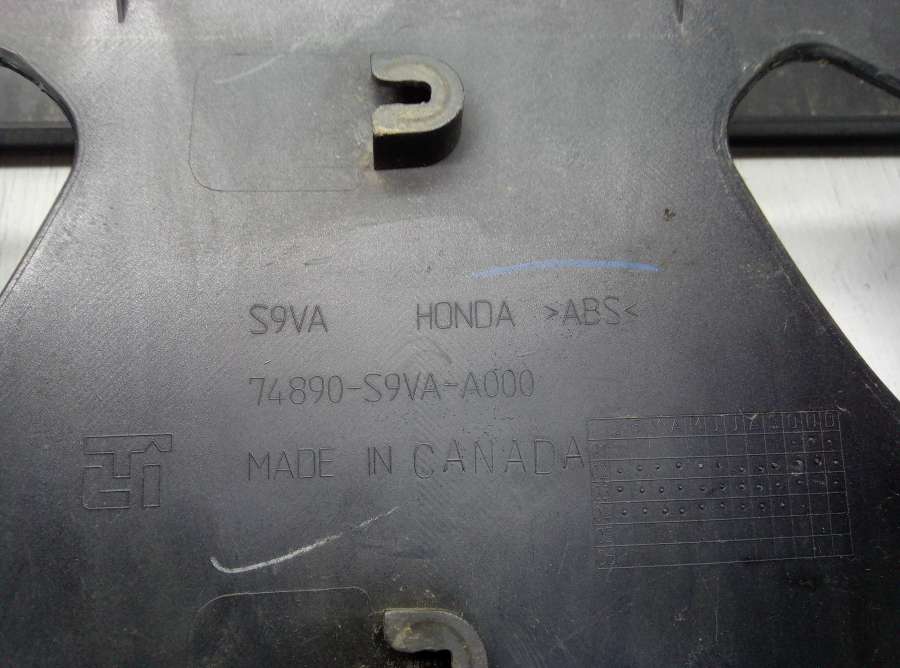 S9VA HONDA >ABS<
74890-S9VA-A000
MADE IN CANADA